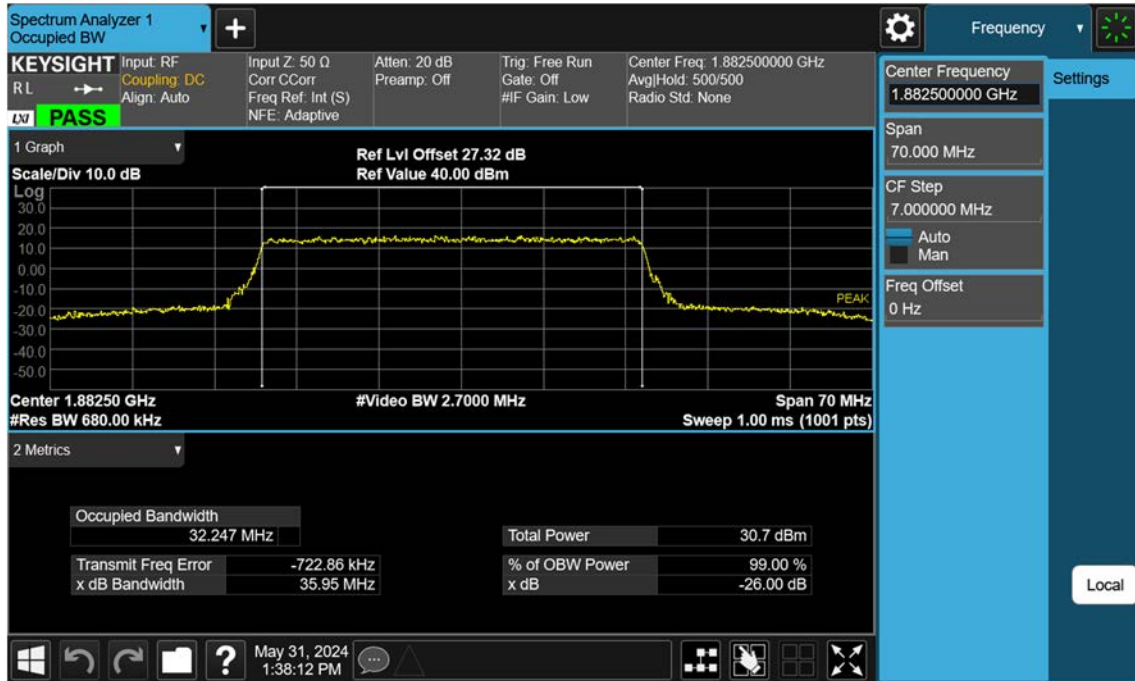 Spectrum Analyzer 1
Occupied BW
+
Frequency
KEYSIGHT
R L
LXI
PASS
Input: RF
Coupling: DC
Align: Auto
Input Z: 50 Ω
Corr CCorr
Freq Ref: Int (S)
NFE: Adaptive
Atten: 20 dB
Preamp: Off
Trig: Free Run
Gate: Off
#IF Gain: Low
Center Freq: 1.882500000 GHz
Avg|Hold: 500/500
Radio Std: None
1 Graph
Scale/Div 10.0 dB
Ref Lvl Offset 27.32 dB
Ref Value 40.00 dBm
Log
30.0
20.0
10.0
0.00
-10.0
-20.0
-30.0
-40.0
-50.0
PEAK
Center 1.88250 GHz
#Video BW 2.7000 MHz
Span 70 MHz
#Res BW 680.00 kHz
Sweep 1.00 ms (1001 pts)
2 Metrics
Occupied Bandwidth
32.247 MHz
Total Power 30.7 dBm
Transmit Freq Error -722.86 kHz
% of OBW Power 99.00 %
x dB Bandwidth 35.95 MHz
x dB -26.00 dB
Center Frequency
1.882500000 GHz
Settings
Span
70.000 MHz
CF Step
7.000000 MHz
Auto
Man
Freq Offset
0 Hz
Local
?
May 31, 2024
1:38:12 PM